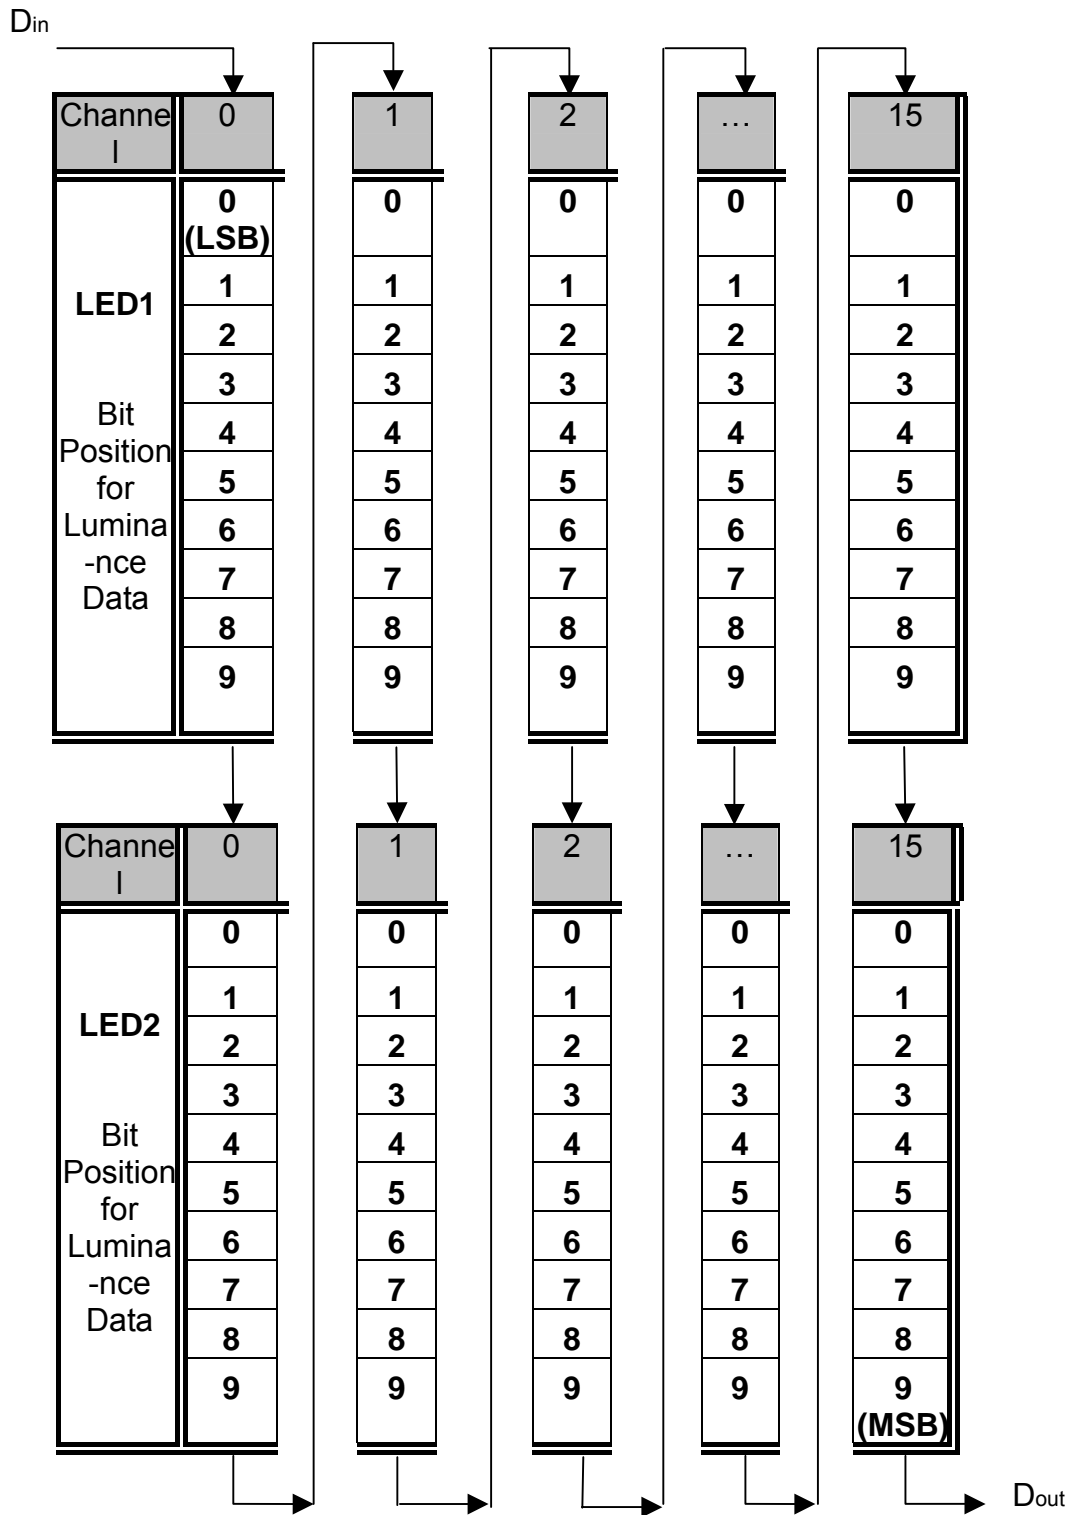 Din
Channe 0 1 2 … 15
l
0 0 0 0 0
(LSB)
1 1 1 1 1
LED1
2 2 2 2 2
3 3 3 3 3
Bit
4 4 4 4 4
Position
5 5 5 5 5
for
Lumina
6 6 6 6 6
-nce
7 7 7 7 7
Data
8 8 8 8 8
9 9 9 9 9
Channe 0 1 2 … 15
l
0 0 0 0 0
1 1 1 1 1
LED2
2 2 2 2 2
3 3 3 3 3
Bit
4 4 4 4 4
Position
5 5 5 5 5
for
Lumina
6 6 6 6 6
-nce
7 7 7 7 7
Data
8 8 8 8 8
9 9 9 9 9
(MSB)
Dout